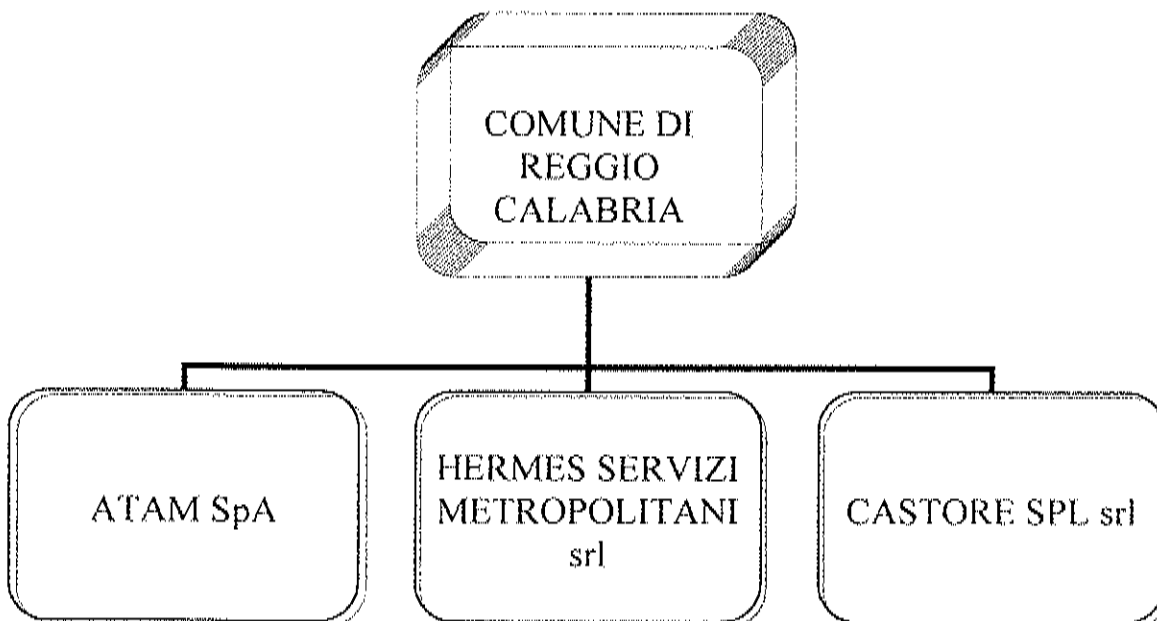 COMUNE DI
REGGIO
CALABRIA
ATAM SpA
HERMES SERVIZI
METROPOLITANI
srl
CASTORE SPL srl